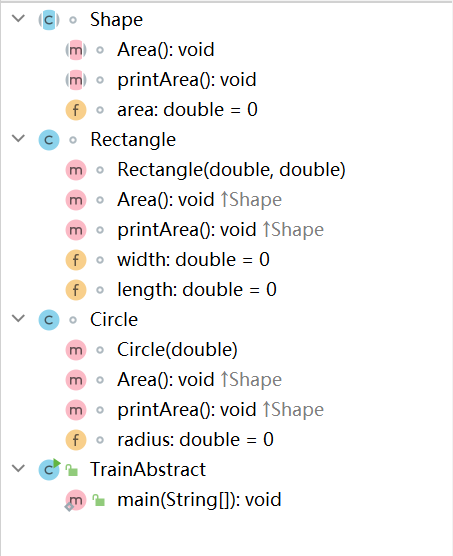 Shape
Area(): void
printArea(): void
area: double = 0
Rectangle
Rectangle(double, double)
Area(): void ↑Shape
printArea(): void ↑Shape
width: double = 0
length: double = 0
Circle
Circle(double)
Area(): void ↑Shape
printArea(): void ↑Shape
radius: double = 0
TrainAbstract
main(String[]): void